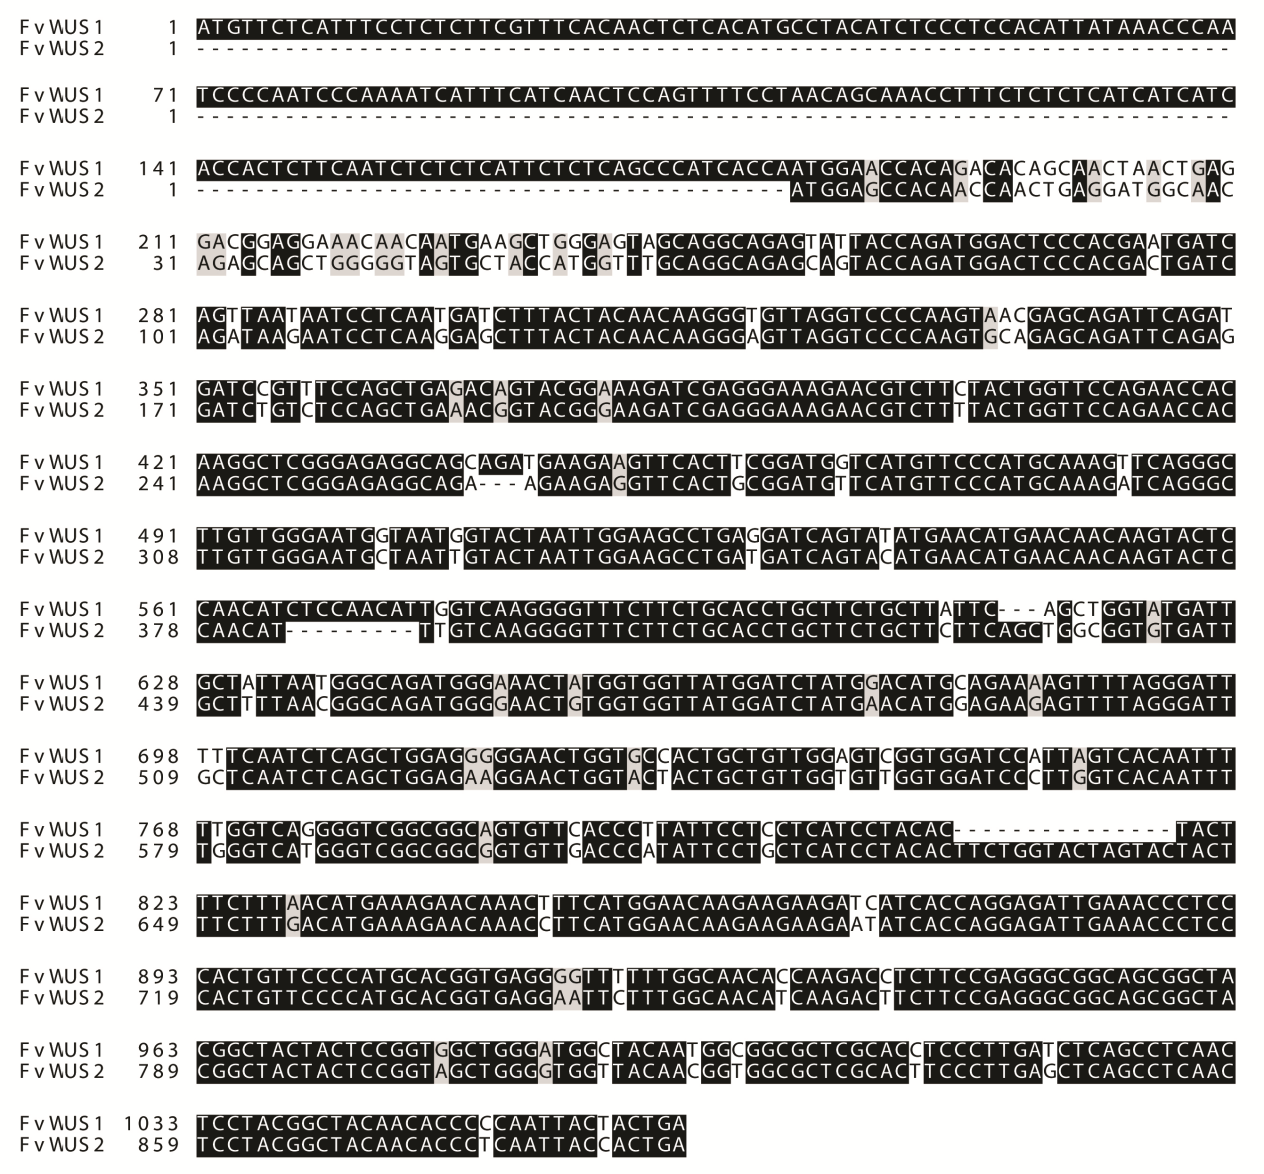 FvWUS1 1 ATGTTCTCATTTCCTCTCTTCGTTTCACAACTCTCACATGCCTACATCTCCCTCCACATTATAAACCCAA
FvWUS2 1 ----------------------------------------------------------------------
FvWUS1 71 TCCCCAATCCCAAAATCATTTCATCAACTCCAGTTTTCCTAACAGCAAACCTTTCTCTCTCATCATCATC
FvWUS2 1 ----------------------------------------------------------------------
FvWUS1 141 ACCACTCTTCAATCTCTCTCATTCTCTCAGCCCATCACCAATGGAACCACAGACACAGCAACTAACTGAG
FvWUS2 1 ----------------------------------------ATGGAGCCACAACCAACTGAGGATGGCAAC
FvWUS1 211 GACGGAGGAAACAACAATGAAGCTGGGAGTAGCAGGCAGAGTATTACCAGATGGACTCCCACGAATGATC
FvWUS2 31 AGAGCAGCTGGGGGTAGTGCTACCATGGTTTGCAGGCAGAGCAGTACCAGATGGACTCCCACGACTGATC
FvWUS1 281 AGTTAATAATCCTCAATGATCTTTACTACAACAAGGGTGTTAGGTCCCCAAGTAACGAGCAGATTCAGAT
FvWUS2 101 AGATAAGAATCCTCAAGGAGCTTTACTACAACAAGGGAGTTAGGTCCCCAAGTGCAGAGCAGATTCAGAG
FvWUS1 351 GATCCGTTTCCAGCTGAGACAGTACGGAAAGATCGAGGGAAAGAACGTCTTCTACTGGTTCCAGAACCAC
FvWUS2 171 GATCTGTCTCCAGCTGAAACGGTACGGGAAGATCGAGGGAAAGAACGTCTTTTACTGGTTCCAGAACCAC
FvWUS1 421 AAGGCTCGGGAGAGGCAGCAGATGAAGAAGTTCACTTCGGATGGTCATGTTCCCATGCAAAGTTCAGGGC
FvWUS2 241 AAGGCTCGGGAGAGGCAGA---AGAAGAGGTTCACTGCGGATGTTCATGTTCCCATGCAAAGATCAGGGC
FvWUS1 491 TTGTTGGGAATGGTAATGGTACTAATTGGAAGCCTGAGGATCAGTATATGAACATGAACAACAAGTACTC
FvWUS2 308 TTGTTGGGAATGCTAATTGTACTAATTGGAAGCCTGATGATCAGTACATGAACATGAACAACAAGTACTC
FvWUS1 561 CAACATCTCCAACATTGGTCAAGGGGTTTCTTCTGCACCTGCTTCTGCTTATTC---AGCTGGTATGATT
FvWUS2 378 CAACAT---------TTGTCAAGGGGTTTCTTCTGCACCTGCTTCTGCTTCTTCAGCTGGCGGTGTGATT
FvWUS1 628 GCTATTAATGGGCAGATGGGAAACTATGGTGGTTATGGATCTATGGACATGCAGAAAAGTTTTAGGGATT
FvWUS2 439 GCTTTTAACGGGCAGATGGGGAACTGTGGTGGTTATGGATCTATGAACATGGAGAAGAGTTTTAGGGATT
FvWUS1 698 TTTCAATCTCAGCTGGAGGGGGAACTGGTGCCACTGCTGTTGGAGTCGGTGGATCCATTAGTCACAATTT
FvWUS2 509 GCTCAATCTCAGCTGGAGAAGGAACTGGTACTACTGCTGTTGGTGTTGGTGGATCCCTTGGTCACAATTT
FvWUS1 768 TTGGTCAGGGGTCGGCGGCAGTGTTCACCCTTATTCCTCCTCATCCTACAC---------------TACT
FvWUS2 579 TGGGTCATGGGTCGGCGGCGGTGTTGACCCATATTCCTGCTCATCCTACACTTCTGGTACTAGTACTACT
FvWUS1 823 TTCTTTAACATGAAAGAACAAACTTTCATGGAACAAGAAGAAGATCATCACCAGGAGATTGAAACCCTCC
FvWUS2 649 TTCTTTGACATGAAAGAACAAACCTTCATGGAACAAGAAGAAGAATATCACCAGGAGATTGAAACCCTCC
FvWUS1 893 CACTGTTCCCCATGCACGGTGAGGGGTTTTTTGGCAACACCAAGACCTCTTCCGAGGGCGGCAGCGGCTA
FvWUS2 719 CACTGTTCCCCATGCACGGTGAGGAATTCTTTGGCAACATCAAGACTTCTTCCGAGGGCGGCAGCGGCTA
FvWUS1 963 CGGCTACTACTCCGGTGGCTGGGATGGCTACAATGGCGGCGCTCGCACCTCCCTTGATCTCAGCCTCAAC
FvWUS2 789 CGGCTACTACTCCGGTAGCTGGGGTGGTTACAACGGTGGCGCTCGCACTTCCCTTGAGCTCAGCCTCAAC
FvWUS1 1033 TCCTACGGCTACAACACCCCCCAATTACTACTGA
FvWUS2 859 TCCTACGGCTACAACACCCTCAATTACCACTGA